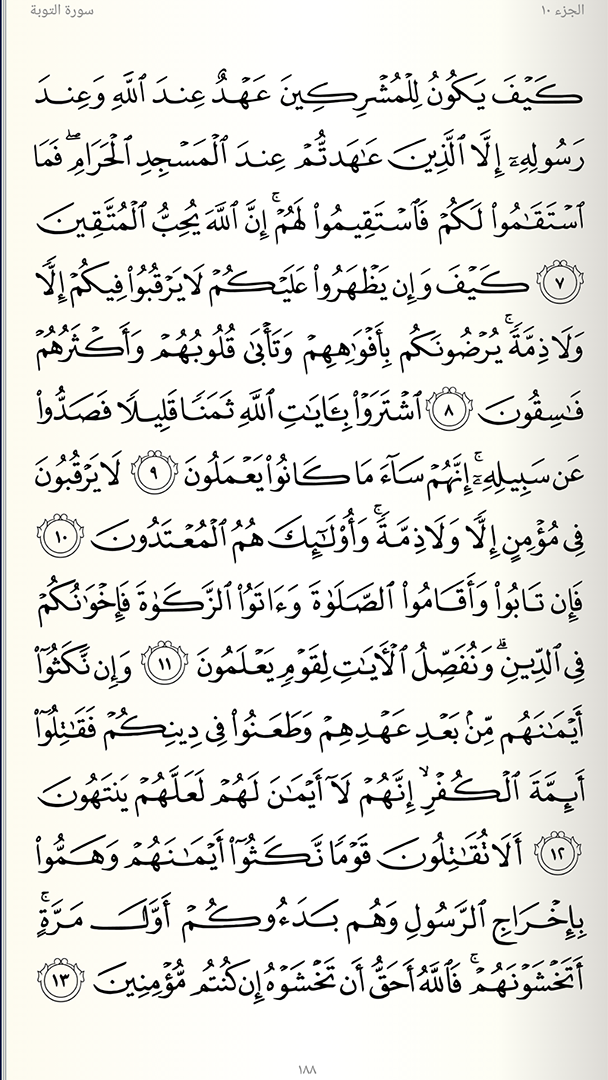 سورة التوبة الجزء ١٠
كَيۡفَ يَكُونُ لِلۡمُشۡرِكِينَ عَهۡدٌ عِندَ ٱللَّهِ وَعِندَ
رَسُولِهِۦٓ إِلَّا ٱلَّذِينَ عَٰهَدتُّمۡ عِندَ ٱلۡمَسۡجِدِ ٱلۡحَرَامِۖ فَمَا
ٱسۡتَقَٰمُواْ لَكُمۡ فَٱسۡتَقِيمُواْ لَهُمۡۚ إِنَّ ٱللَّهَ يُحِبُّ ٱلۡمُتَّقِينَ
٧ كَيۡفَ وَإِن يَظۡهَرُواْ عَلَيۡكُمۡ لَا يَرۡقُبُواْ فِيكُمۡ إِلّٗا
وَلَا ذِمَّةٗۚ يُرۡضُونَكُم بِأَفۡوَٰهِهِمۡ وَتَأۡبَىٰ قُلُوبُهُمۡ وَأَكۡثَرُهُمۡ
فَٰسِقُونَ ٨ ٱشۡتَرَوۡاْ بِـَٔايَٰتِ ٱللَّهِ ثَمَنٗا قَلِيلٗا فَصَدُّواْ
عَن سَبِيلِهِۦٓۚ إِنَّهُمۡ سَآءَ مَا كَانُواْ يَعۡمَلُونَ ٩ لَا يَرۡقُبُونَ
فِي مُؤۡمِنٍ إِلّٗا وَلَا ذِمَّةٗۚ وَأُوْلَٰٓئِكَ هُمُ ٱلۡمُعۡتَدُونَ ١٠
فَإِن تَابُواْ وَأَقَامُواْ ٱلصَّلَوٰةَ وَءَاتَوُاْ ٱلزَّكَوٰةَ فَإِخۡوَٰنُكُمۡ
فِي ٱلدِّينِۗ وَنُفَصِّلُ ٱلۡأٓيَٰتِ لِقَوۡمٖ يَعۡلَمُونَ ١١ وَإِن نَّكَثُوٓاْ
أَيۡمَٰنَهُم مِّنۢ بَعۡدِ عَهۡدِهِمۡ وَطَعَنُواْ فِي دِينِكُمۡ فَقَٰتِلُوٓاْ
أَئِمَّةَ ٱلۡكُفۡرِۙ إِنَّهُمۡ لَآ أَيۡمَٰنَ لَهُمۡ لَعَلَّهُمۡ يَنتَهُونَ
١٢ أَلَا تُقَٰتِلُونَ قَوۡمٗا نَّكَثُوٓاْ أَيۡمَٰنَهُمۡ وَهَمُّواْ
بِإِخۡرَاجِ ٱلرَّسُولِ وَهُم بَدَءُوكُمۡ أَوَّلَ مَرَّةٍۚ
أَتَخۡشَوۡنَهُمۡۚ فَٱللَّهُ أَحَقُّ أَن تَخۡشَوۡهُ إِن كُنتُم مُّؤۡمِنِينَ ١٣
١٨٨